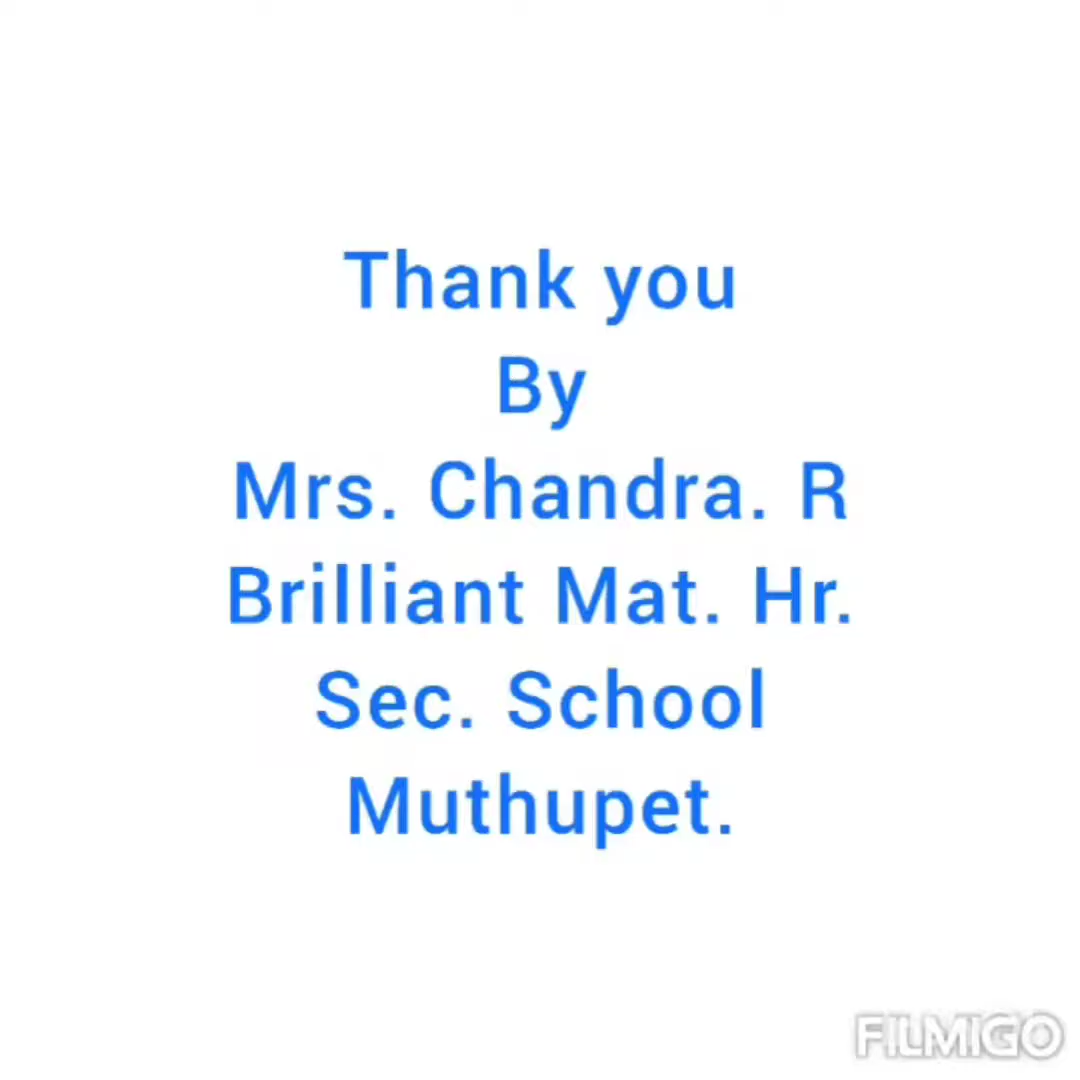 Thank you
By
Mrs. Chandra. R
Brilliant Mat. Hr.
Sec. School
Muthupet.
FILMIGO